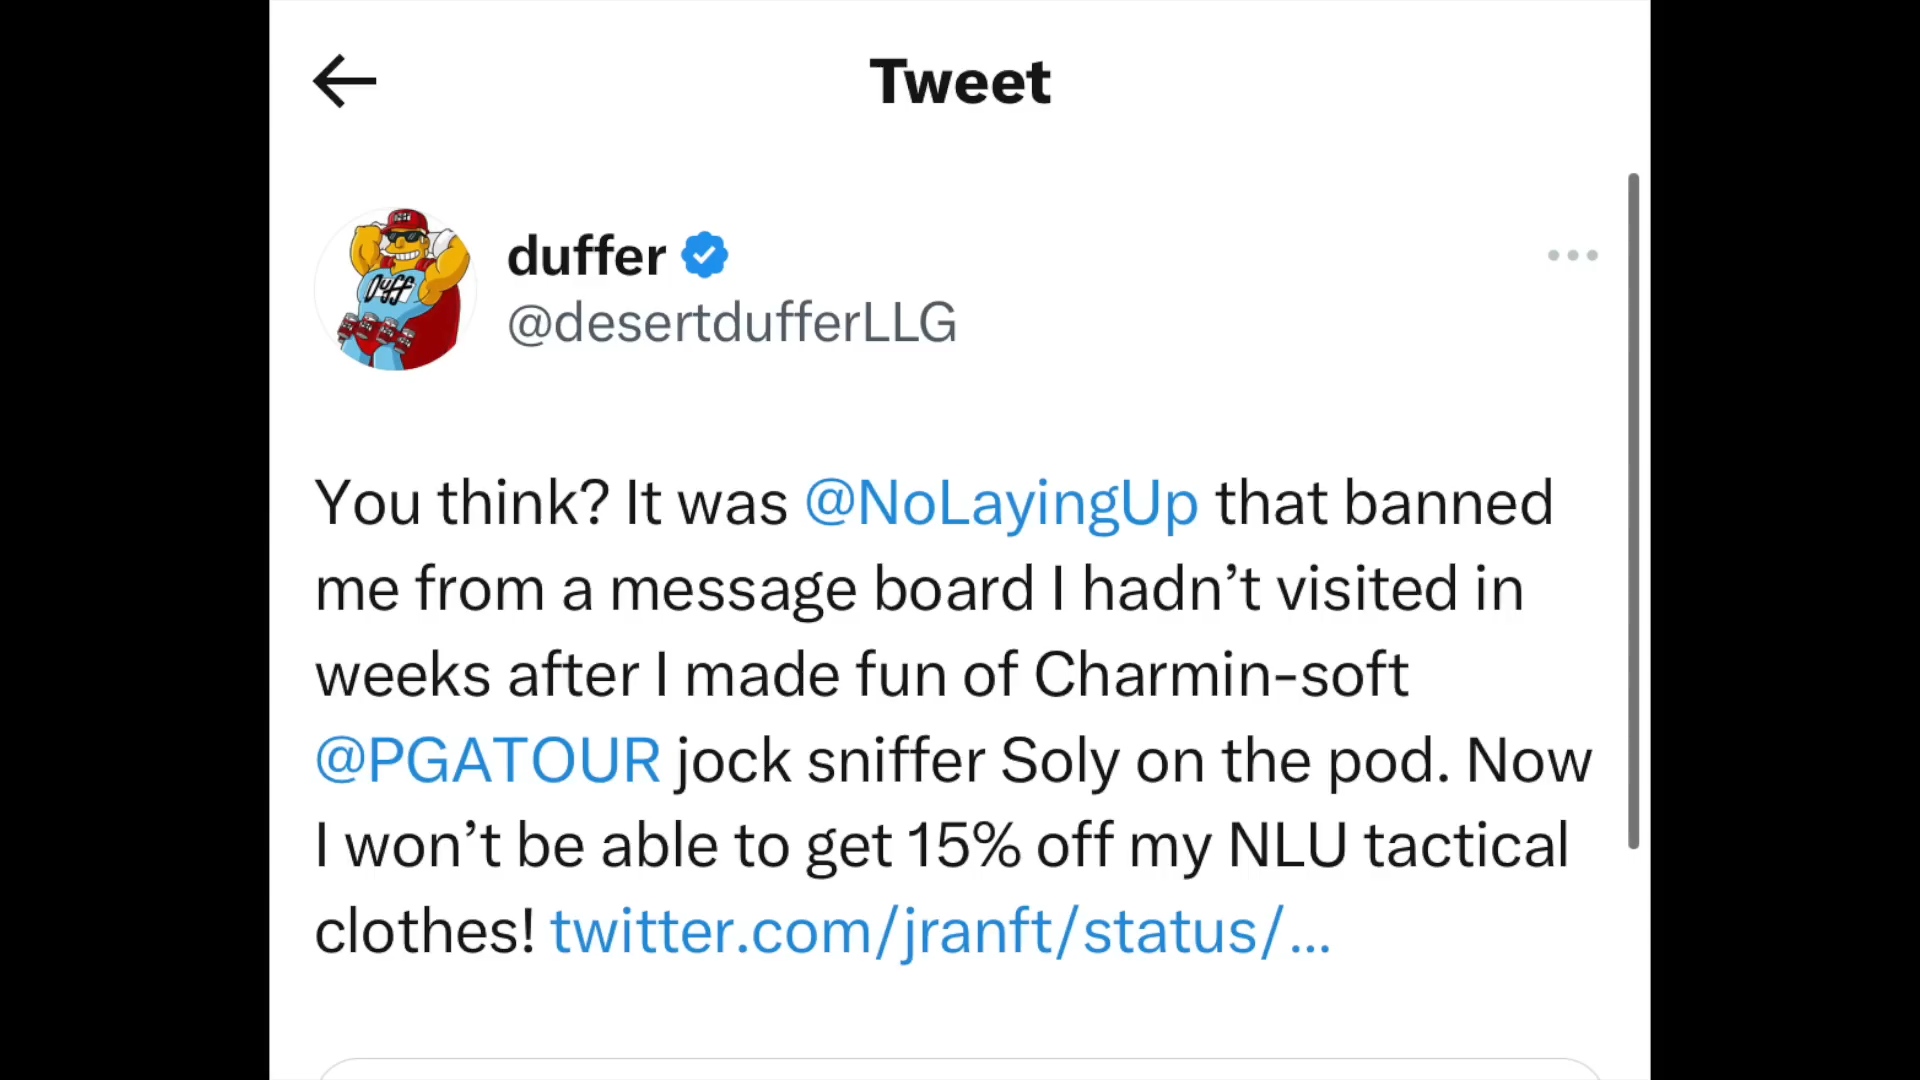 Tweet
duffer
@desertdufferLLG
Duff
You think? It was @NoLayingUp that banned
me from a message board I hadn’t visited in
weeks after I made fun of Charmin-soft
@PGATOUR jock sniffer Soly on the pod. Now
I won’t be able to get 15% off my NLU tactical
clothes! twitter.com/jranft/status/…